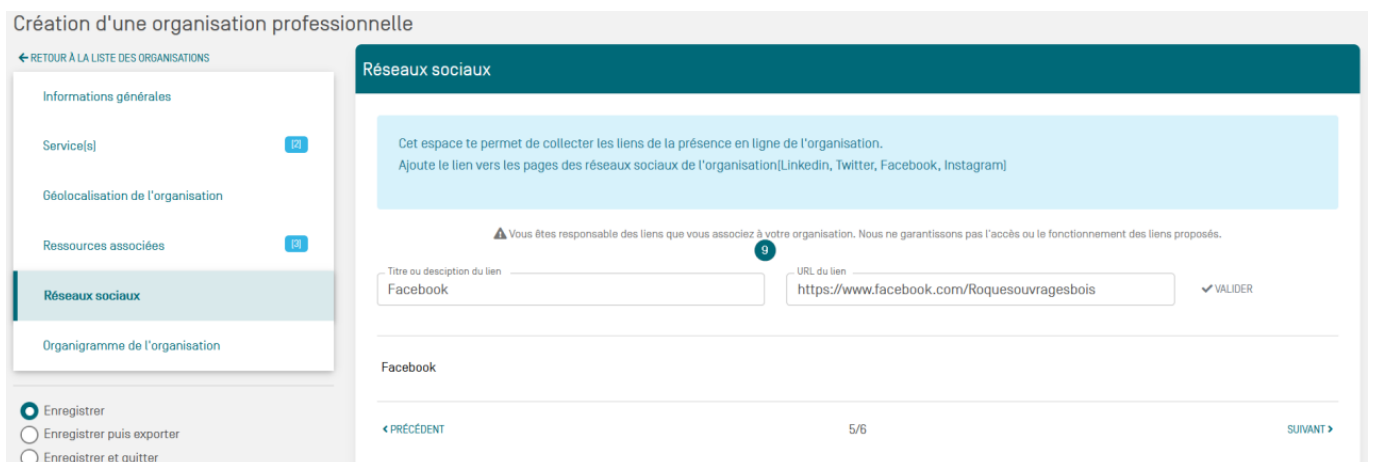 Création d'une organisation professionnelle
RETOUR À LA LISTE DES ORGANISATIONS
Informations générales
Service(s) [2]
Géolocalisation de l'organisation
Ressources associées [3]
Réseaux sociaux
Organigramme de l'organisation
Enregistrer
Enregistrer puis exporter
Enregistrer et quitter
Réseaux sociaux
Cet espace te permet de collecter les liens de la présence en ligne de l'organisation.
Ajoute le lien vers les pages des réseaux sociaux de l'organisation(Linkedin, Twitter, Facebook, Instagram)
Vous êtes responsable des liens que vous associez à votre organisation. Nous ne garantissons pas l'accès ou le fonctionnement des liens proposés.
9
Titre ou desciption du lien
Facebook
URL du lien
https://www.facebook.com/Roquesouvragesbois
VALIDER
Facebook
PRÉCÉDENT 5/6 SUIVANT